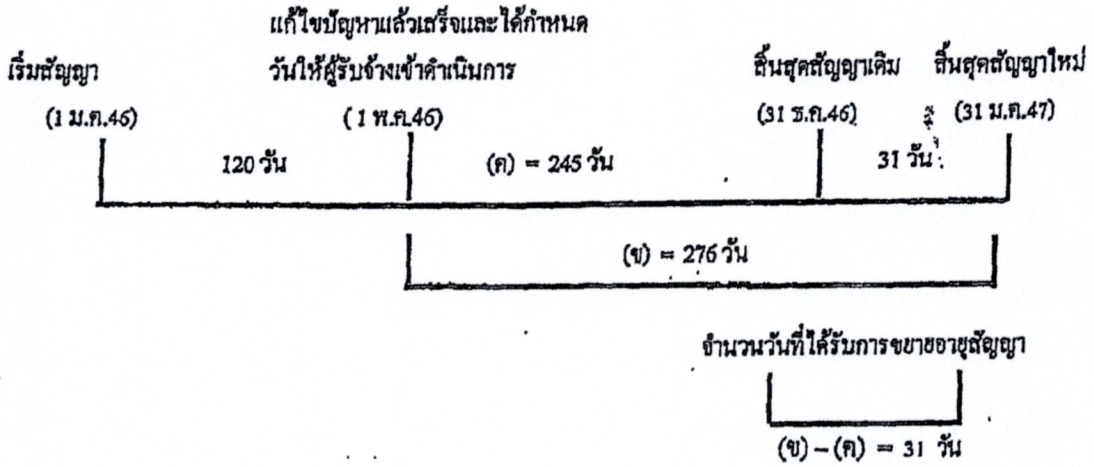 แก้ไขปัญหาแล้วเสร็จและได้กำหนด
เริ่มสัญญา วันให้ผู้รับจ้างเข้าดำเนินการ สิ้นสุดสัญญาเดิม สิ้นสุดสัญญาใหม่
(1 ม.ค.46) (1 พ.ค.46) (31 ธ.ค.46) (31 ม.ค.47)
120 วัน (ค) = 245 วัน 31 วัน
(ข) = 276 วัน
จำนวนวันที่ได้รับการขยายอายุสัญญา
(ข) – (ค) = 31 วัน